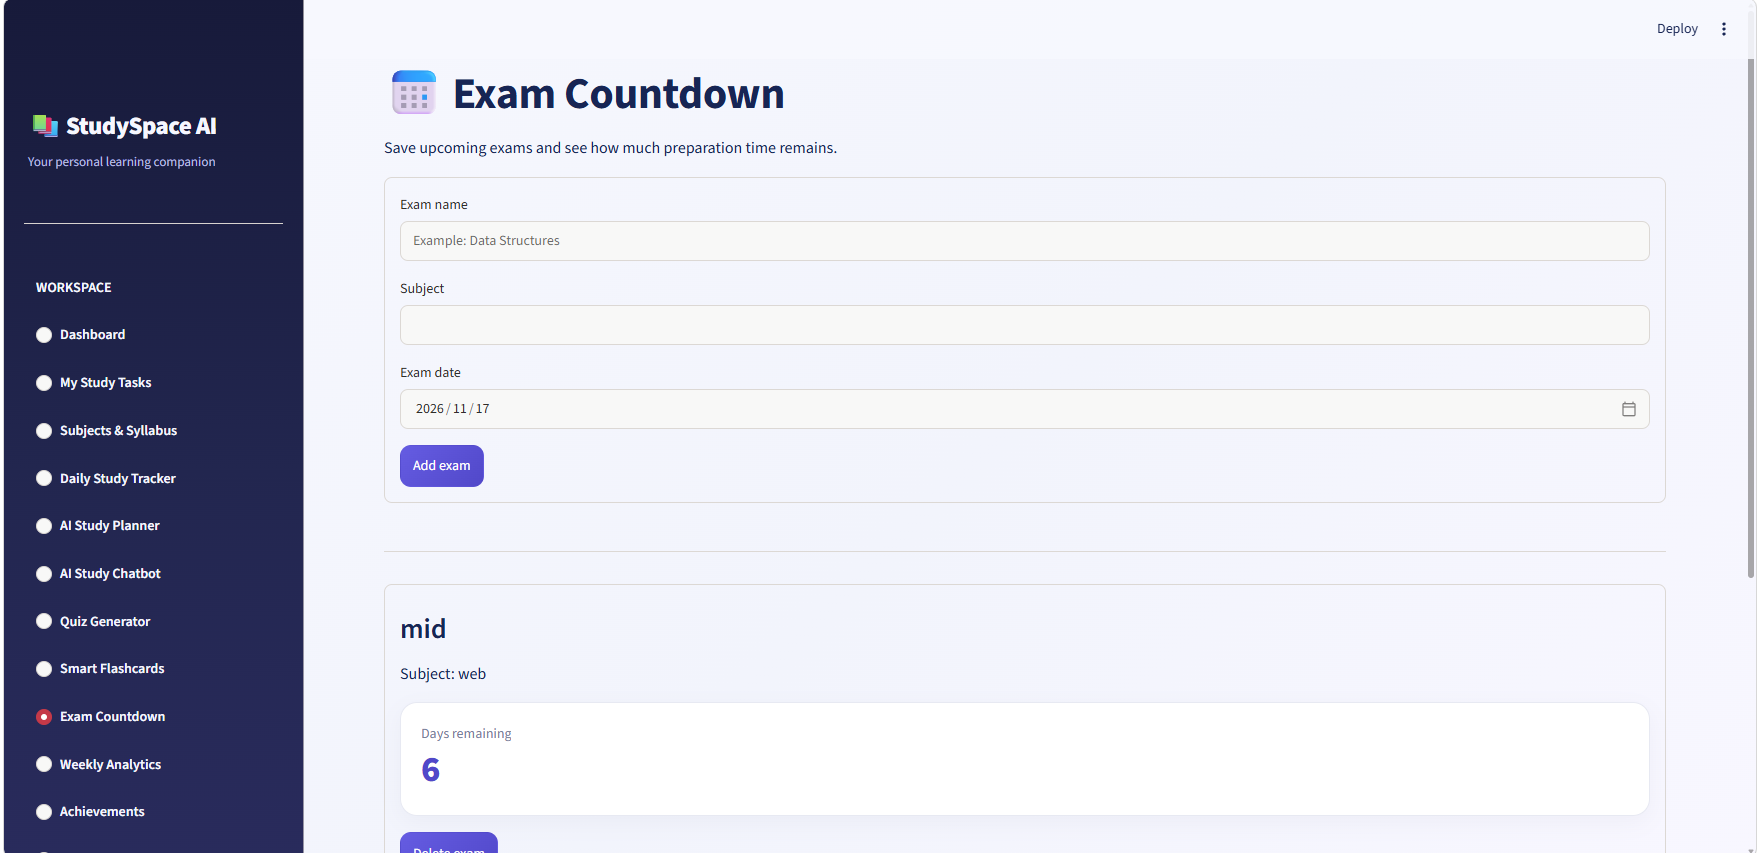 Deploy
StudySpace AI
Your personal learning companion
WORKSPACE
Dashboard
My Study Tasks
Subjects & Syllabus
Daily Study Tracker
AI Study Planner
AI Study Chatbot
Quiz Generator
Smart Flashcards
Exam Countdown
Weekly Analytics
Achievements
Exam Countdown
Save upcoming exams and see how much preparation time remains.
Exam name
Example: Data Structures
Subject
Exam date
2026/11/17
Add exam
mid
Subject: web
Days remaining
6
Delete exam